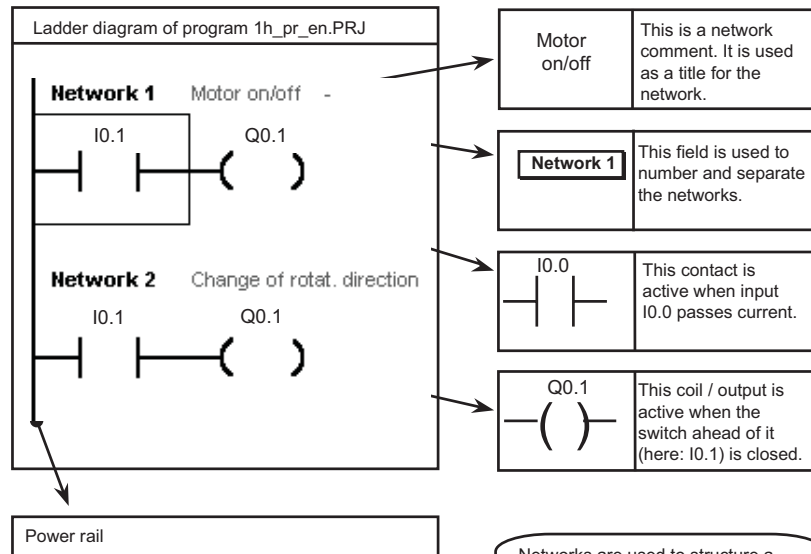 Ladder diagram of program 1h_pr_en.PRJ
Network 1 Motor on/off -
I0.1 Q0.1
Network 2 Change of rotat. direction
I0.1 Q0.1
Power rail
Motor
on/off
This is a network
comment. It is used
as a title for the
network.
Network 1
This field is used to
number and separate
the networks.
I0.0
This contact is
active when input
I0.0 passes current.
Q0.1
This coil / output is
active when the
switch ahead of it
(here: I0.1) is closed.
Networks are used to structure a